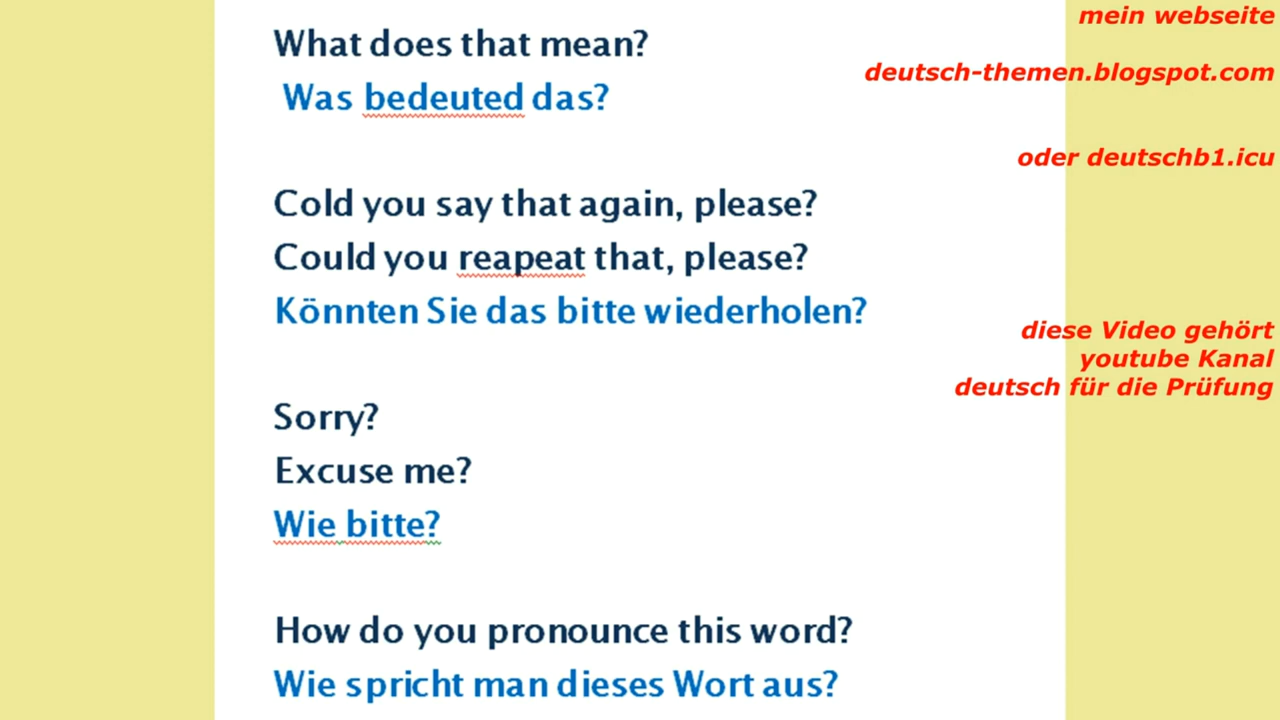 What does that mean?
Was bedeuted das?
Cold you say that again, please?
Could you reapeat that, please?
Könnten Sie das bitte wiederholen?
Sorry?
Excuse me?
Wie bitte?
How do you pronounce this word?
Wie spricht man dieses Wort aus?
mein webseite
deutsch-themen.blogspot.com
oder deutschb1.icu
diese Video gehört
youtube Kanal
deutsch für die Prüfung